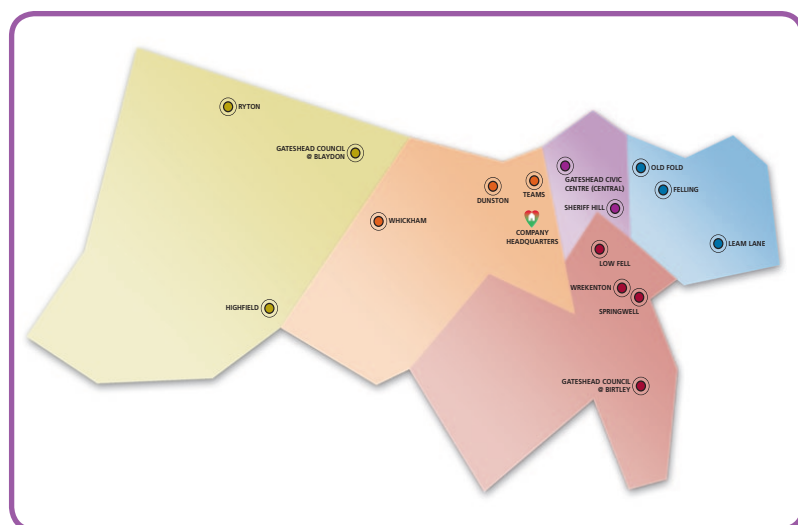 RYTON
GATESHEAD COUNCIL
@ BLAYDON
OLD FOLD
GATESHEAD CIVIC
CENTRE (CENTRAL)
FELLING
TEAMS
DUNSTON
SHERIFF HILL
WHICKHAM
COMPANY
HEADQUARTERS
LEAM LANE
LOW FELL
WREKENTON
HIGHFIELD
SPRINGWELL
GATESHEAD COUNCIL
@ BIRTLEY